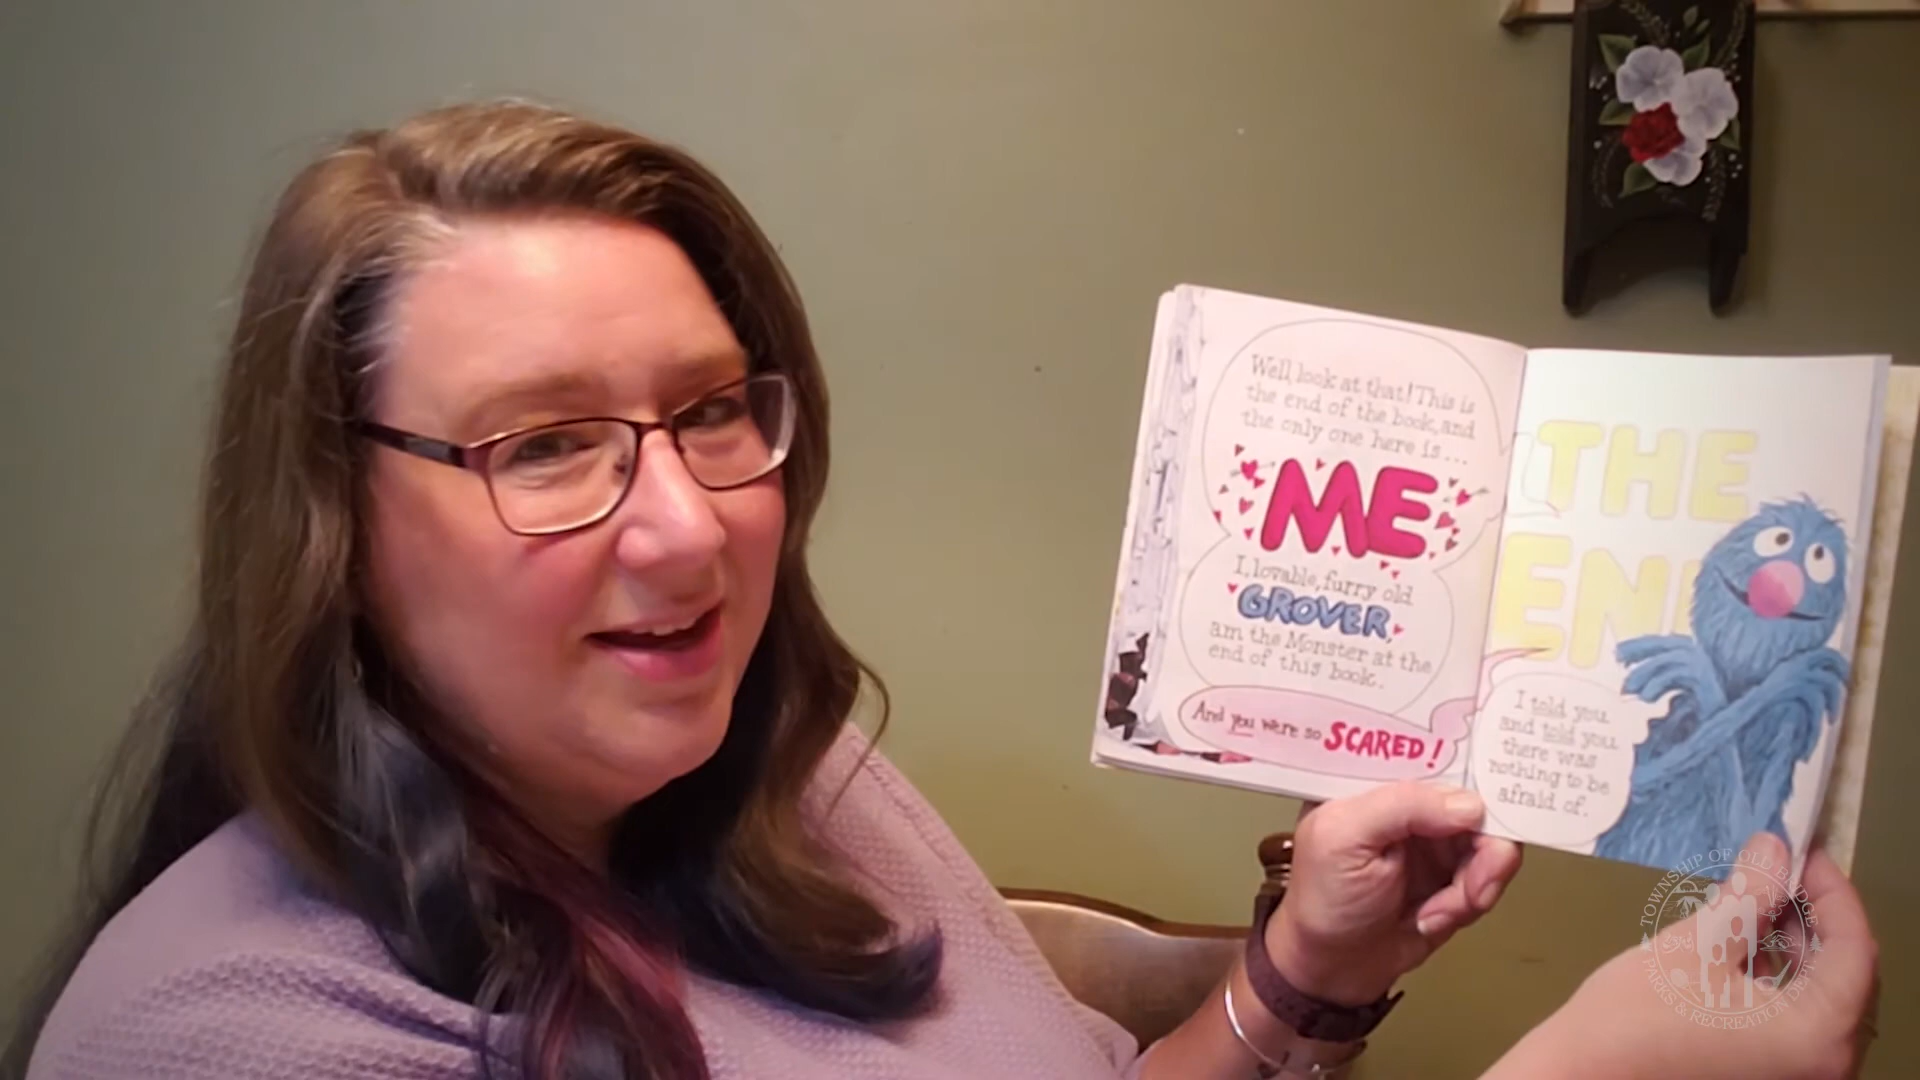 Well, look at that! This is
the end of the book, and
the only one here is...
ME
I, lovable, furry old
GROVER,
am the Monster at the
end of this book.
And you were so SCARED!
THE
EN
I told you
and told you
there was
nothing to be
afraid of.
TOWNSHIP OF OLD BRIDGE
PARKS & RECREATION DEPT.